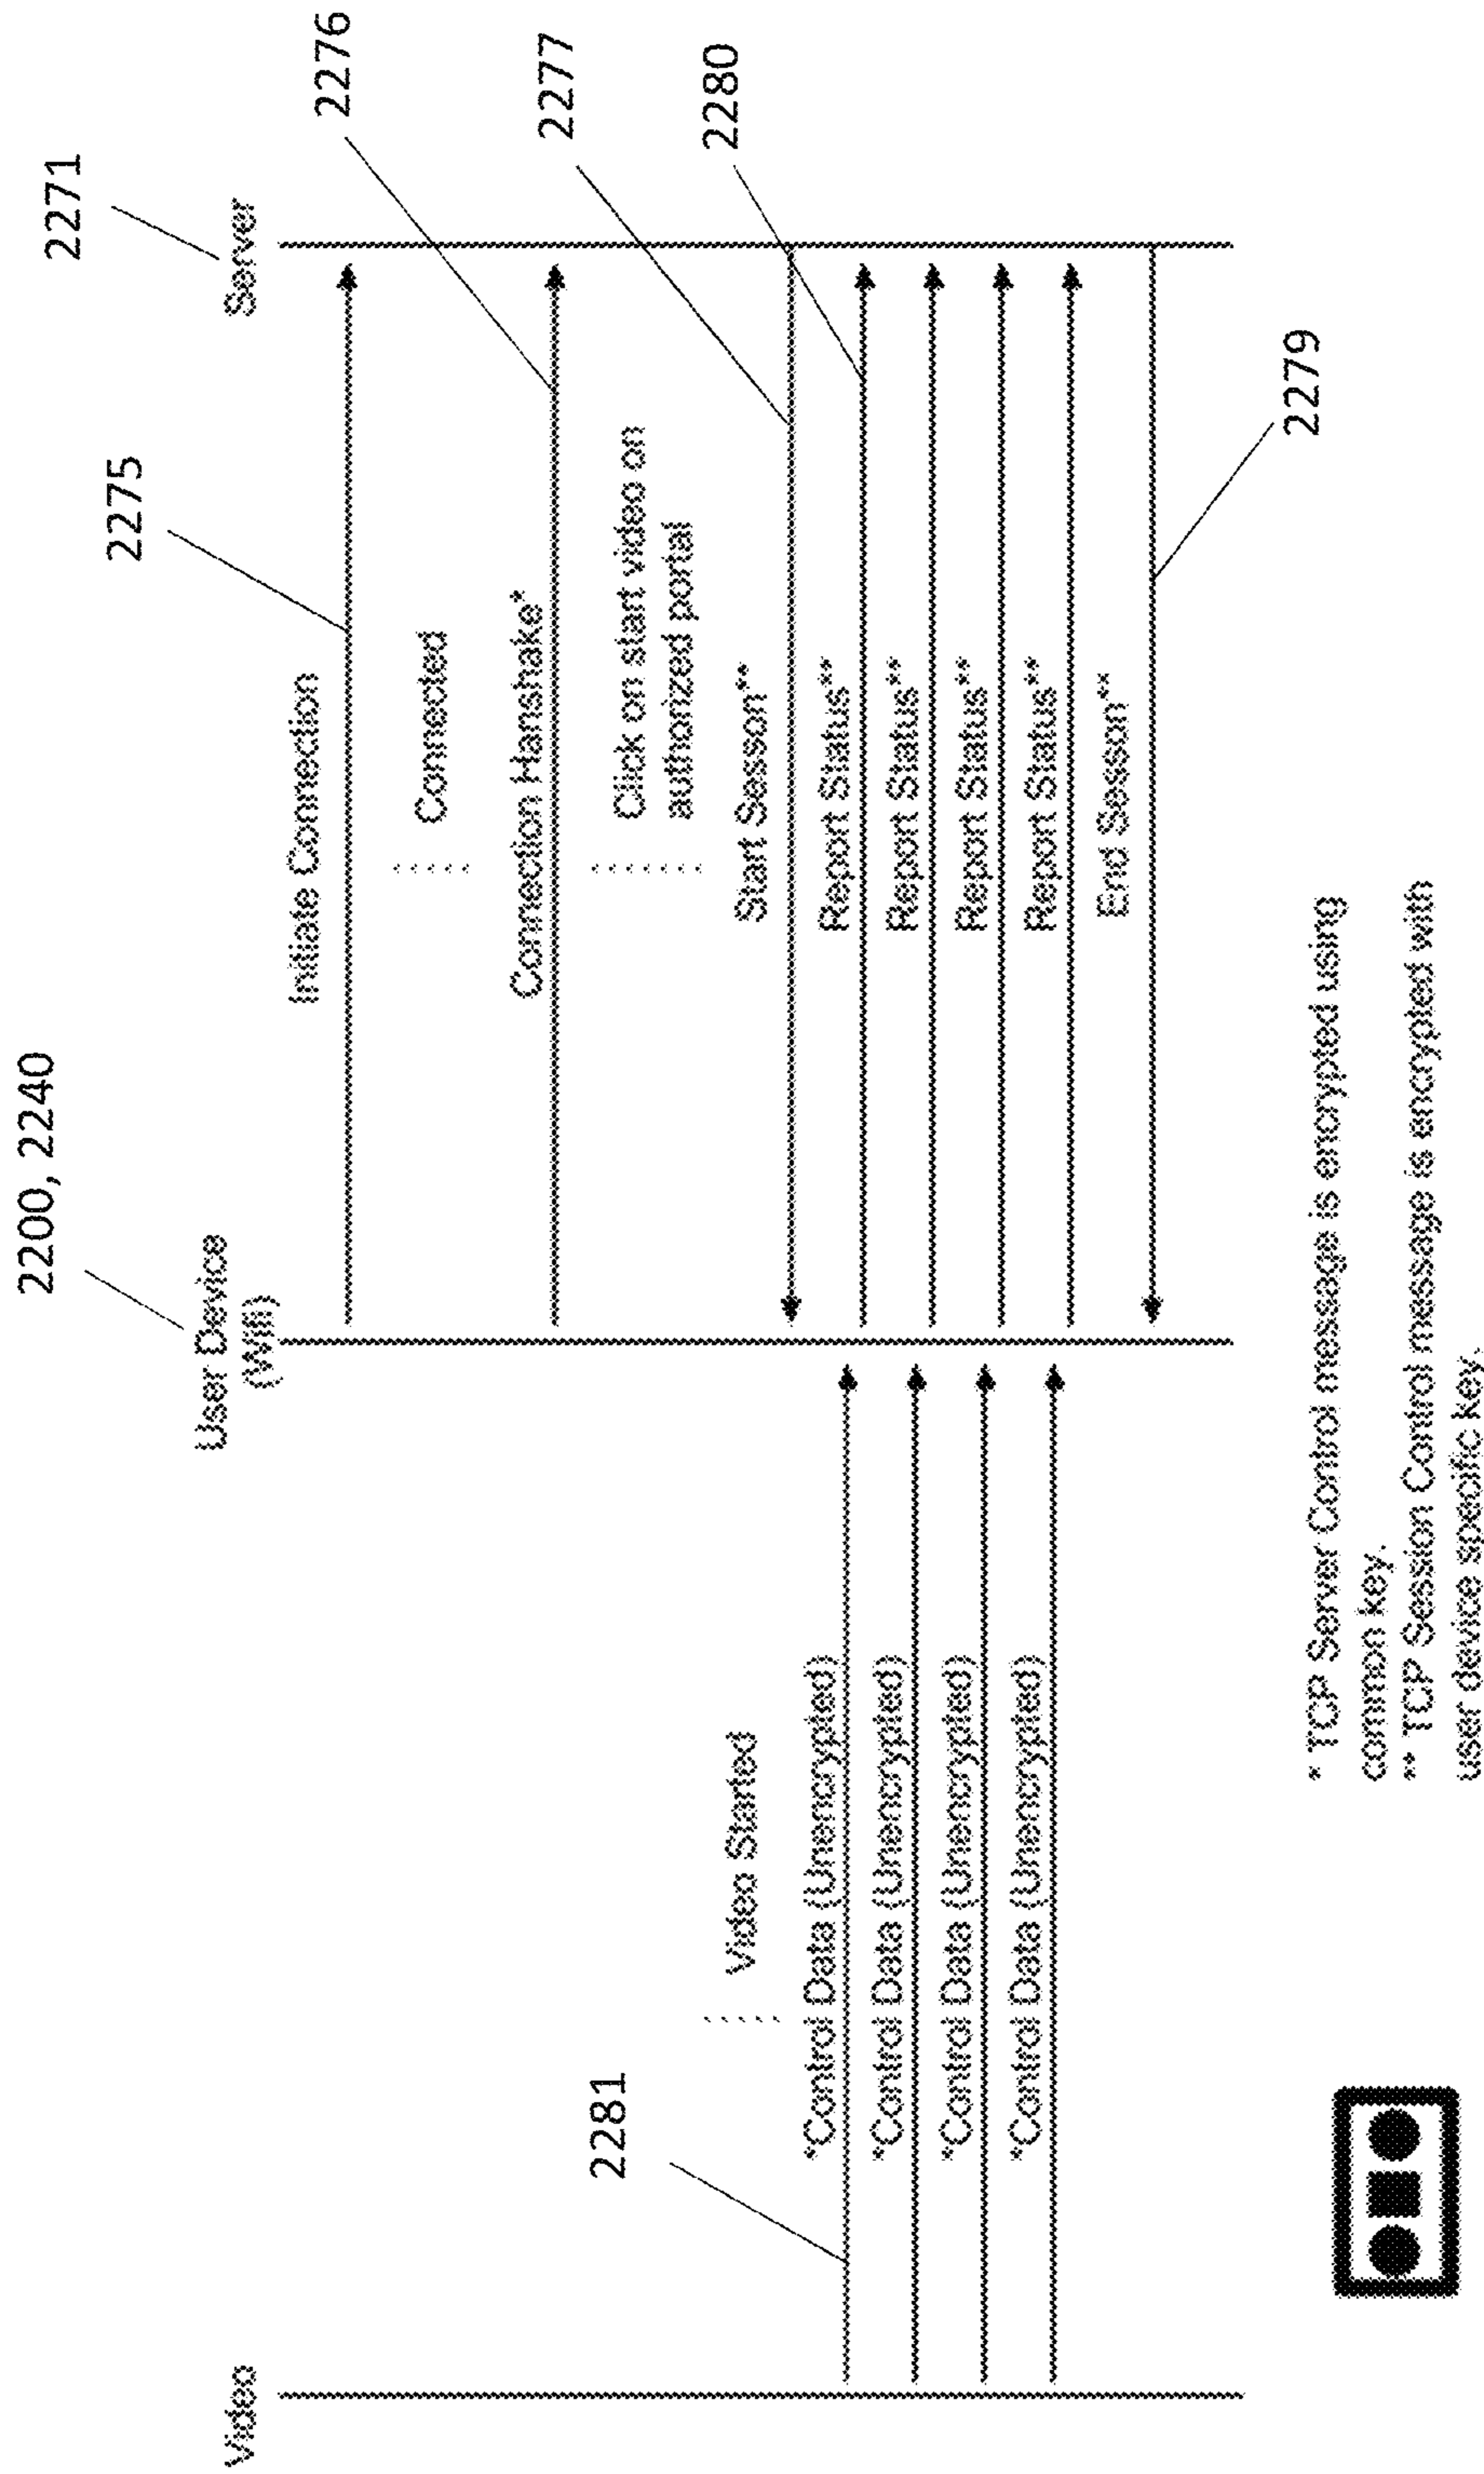 2200, 2240
2271
Video
User Device
(Wifi)
Server
2275
Initiate Connection
2276
Connected
Connection Hanshake*
2277
Click on start video on
authorized portal
2281
Video Started
Start Sesson**
2280
*Control Data (Unencrypted)
Report Status**
*Control Data (Unencrypted)
Report Status**
*Control Data (Unencrypted)
Report Status**
*Control Data (Unencrypted)
Report Status**
End Sesson**
2279
* TCP Server Control message is encrypted using
common key.
** TCP Session Control message is encrypted with
user device specific key.